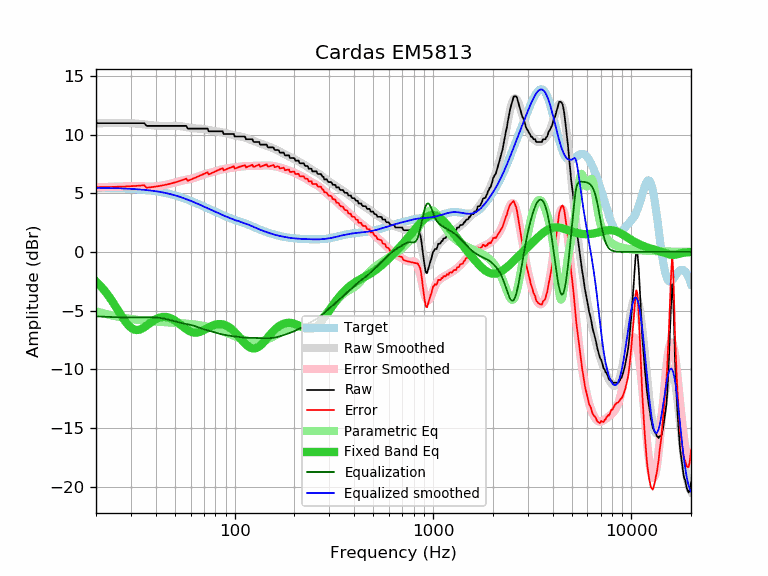 Cardas EM5813
15
10
5
0
−5
−10
−15
−20
Amplitude (dBr)
Target
Raw Smoothed
Error Smoothed
Raw
Error
Parametric Eq
Fixed Band Eq
Equalization
Equalized smoothed
100 1000 10000
Frequency (Hz)